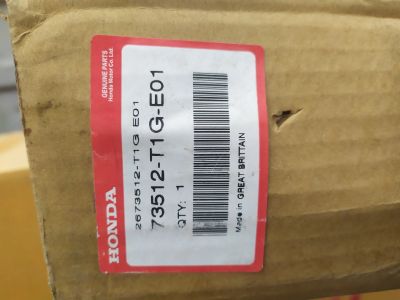 GENUINE PARTS
Honda Motor Co. Ltd.
HONDA
2673512-T1G E01
73512-T1G-E01
QTY: 1
Made in GREAT BRITTAIN